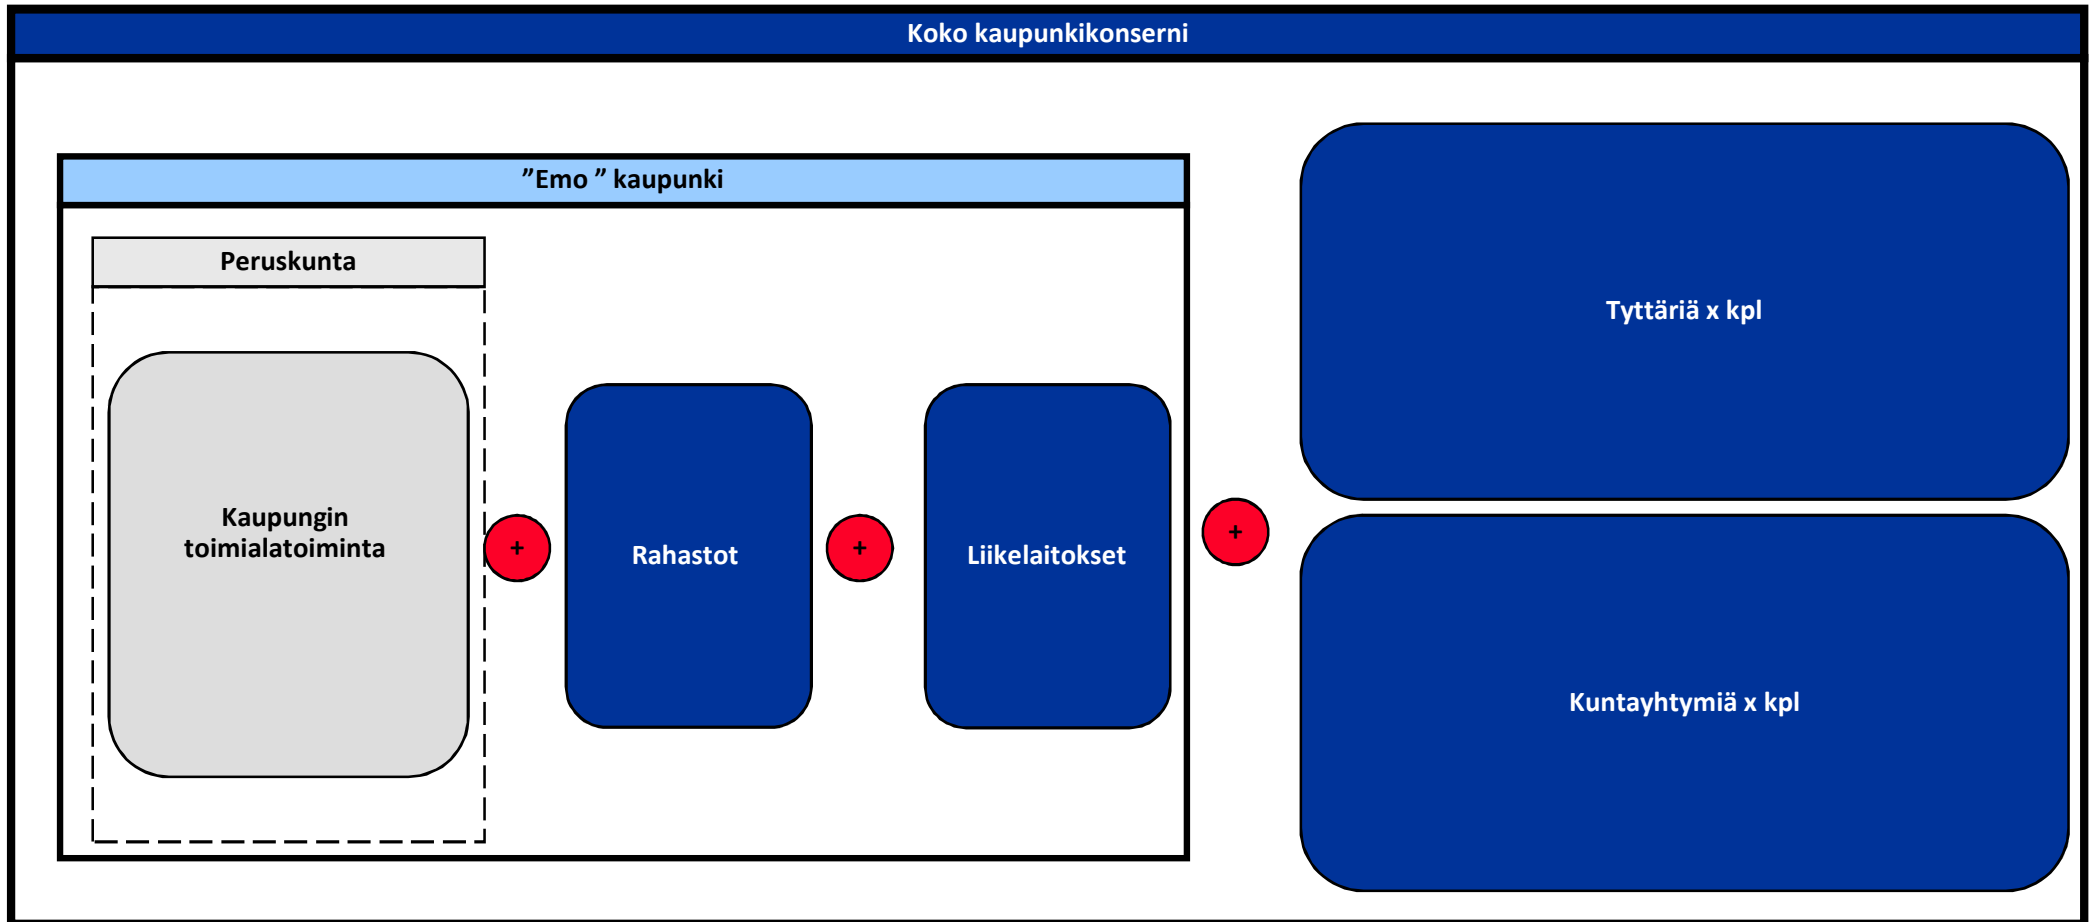 Koko kaupunkikonserni
”Emo ” kaupunki
Peruskunta
Kaupungin
toimialatoiminta
+
Rahastot
+
Liikelaitokset
+
Tyttäriä x kpl
Kuntayhtymiä x kpl